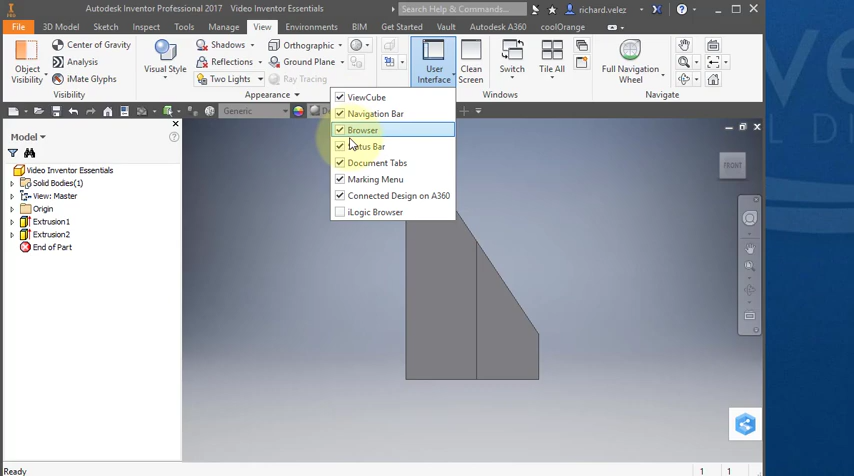 Autodesk Inventor Professional 2017 Video Inventor Essentials
Search Help & Commands...
richard.velez
File 3D Model Sketch Inspect Tools Manage View Environments BIM Get Started Vault Autodesk A360 coolOrange
Object Visibility
Center of Gravity
Analysis
iMate Glyphs
Visual Style
Shadows
Reflections
Two Lights
Orthographic
Ground Plane
Ray Tracing
User Interface
Clean Screen
Switch
Tile All
Full Navigation Wheel
Appearance
Windows
Navigate
Generic
ViewCube
Navigation Bar
Browser
Status Bar
Document Tabs
Marking Menu
Connected Design on A360
iLogic Browser
Model
Video Inventor Essentials
Solid Bodies(1)
View: Master
Origin
Extrusion1
Extrusion2
End of Part
FRONT
Ready
1 1